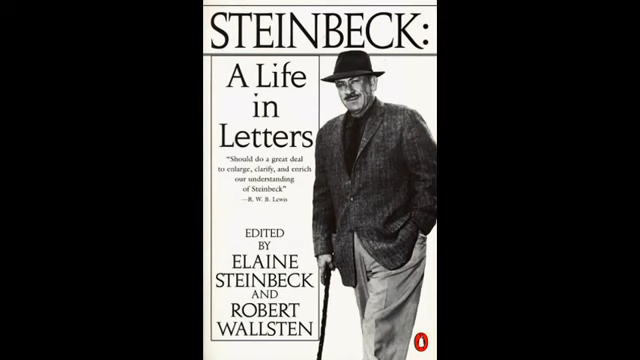 STEINBECK:
A Life
in
Letters
“Should do a great deal
to enlarge, clarify, and enrich
our understanding
of Steinbeck”
—R. W. B. Lewis
EDITED
BY
ELAINE
STEINBECK
AND
ROBERT
WALLSTEN